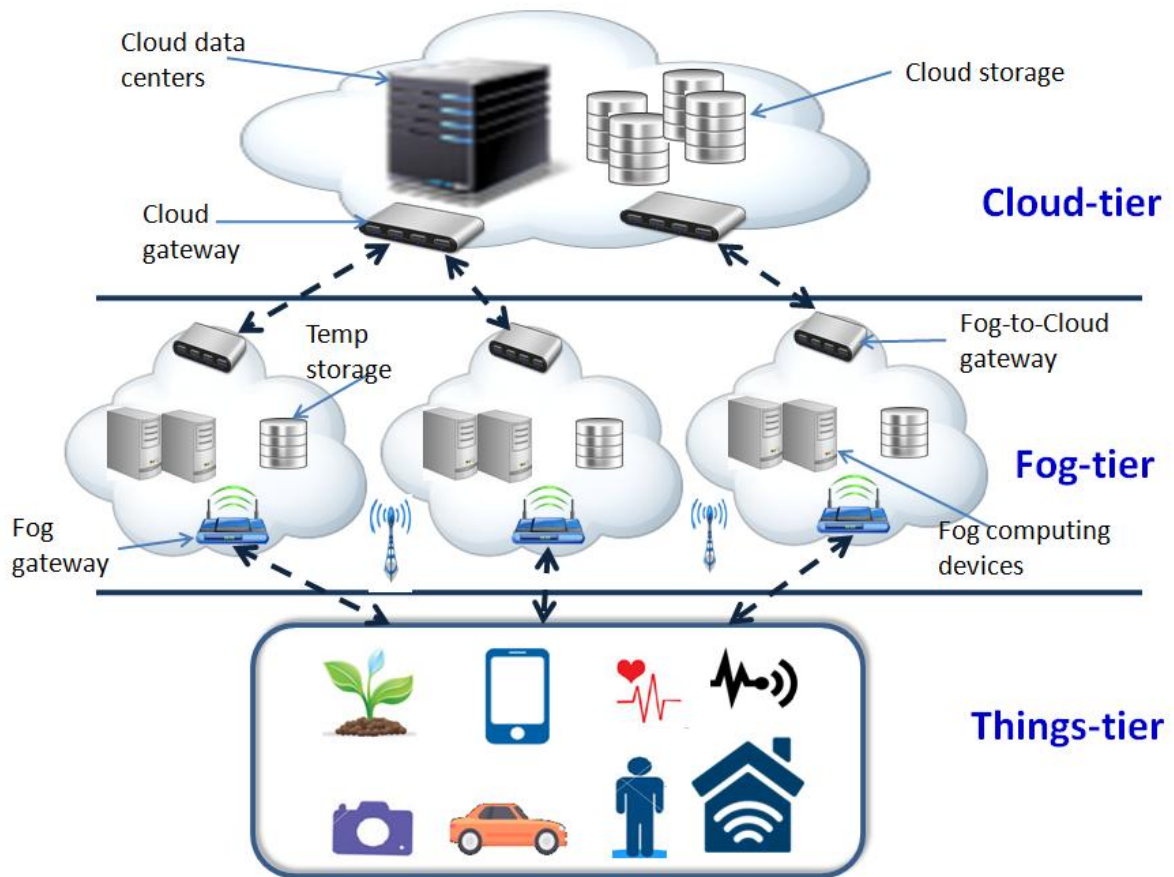 Cloud data
centers
Cloud storage
Cloud-tier
Cloud
gateway
Temp
storage
Fog-to-Cloud
gateway
Fog-tier
Fog
gateway
Fog computing
devices
Things-tier